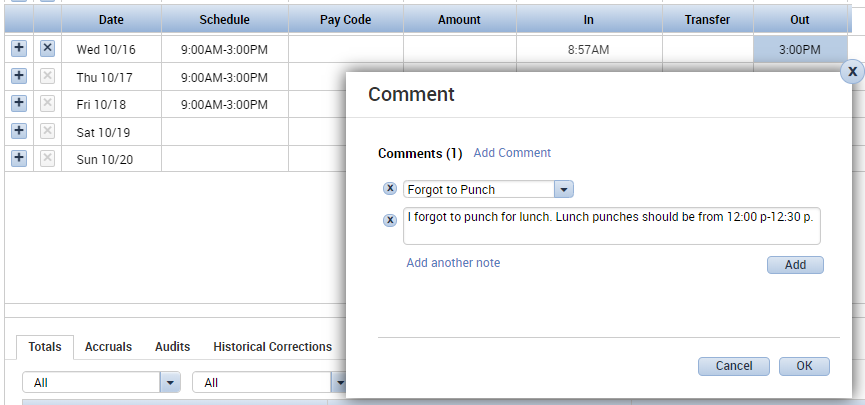 Date Schedule Pay Code Amount In Transfer Out
+ x Wed 10/16 9:00AM-3:00PM 8:57AM 3:00PM
+ x Thu 10/17 9:00AM-3:00PM
+ x Fri 10/18 9:00AM-3:00PM
+ x Sat 10/19
+ x Sun 10/20
x
Comment
Comments (1) Add Comment
x Forgot to Punch
x I forgot to punch for lunch. Lunch punches should be from 12:00 p-12:30 p.
Add another note Add
Cancel OK
Totals Accruals Audits Historical Corrections
All All